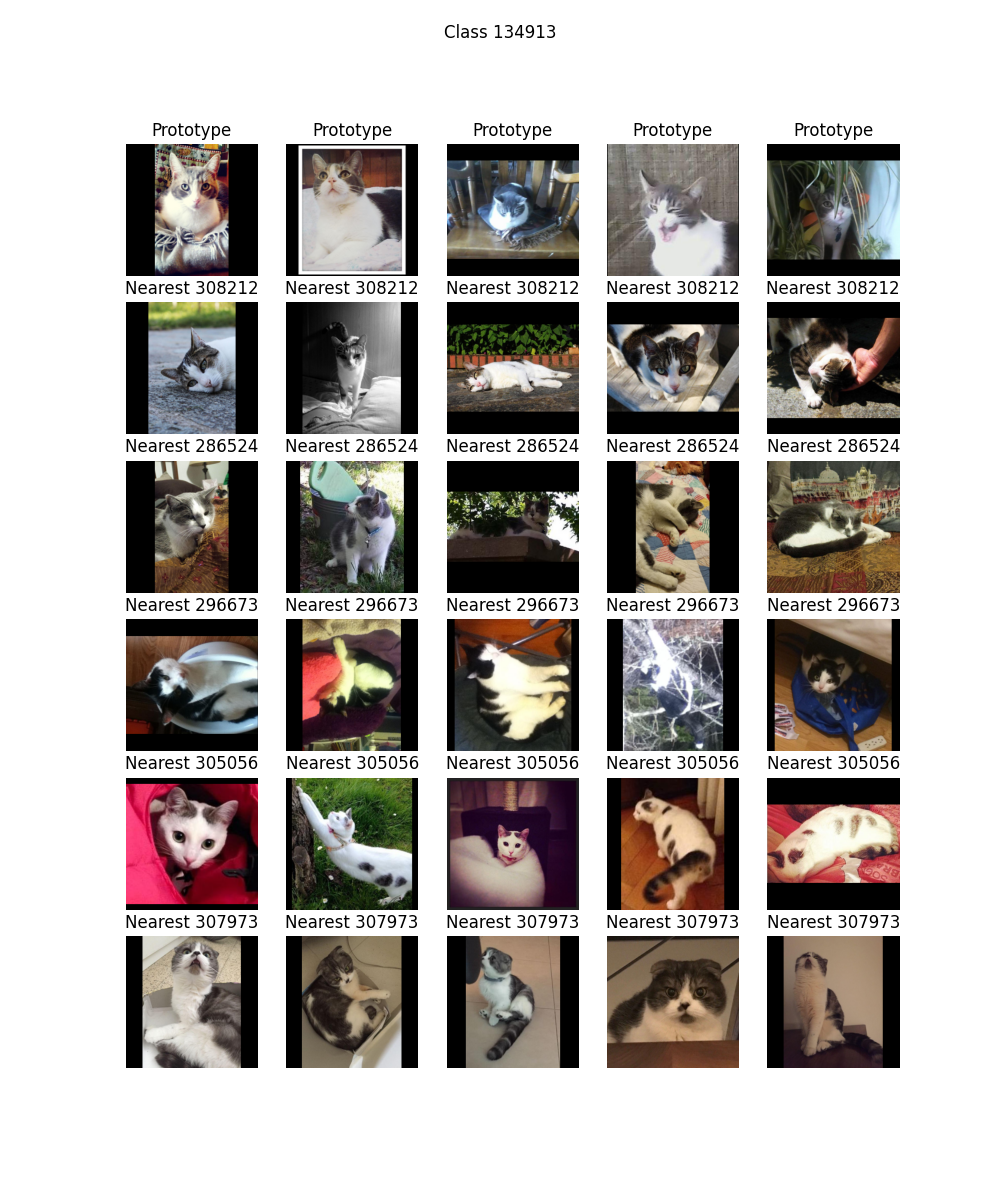 Class 134913
Prototype Prototype Prototype Prototype Prototype
Nearest 308212 Nearest 308212 Nearest 308212 Nearest 308212 Nearest 308212
Nearest 286524 Nearest 286524 Nearest 286524 Nearest 286524 Nearest 286524
Nearest 296673 Nearest 296673 Nearest 296673 Nearest 296673 Nearest 296673
Nearest 305056 Nearest 305056 Nearest 305056 Nearest 305056 Nearest 305056
Nearest 307973 Nearest 307973 Nearest 307973 Nearest 307973 Nearest 307973